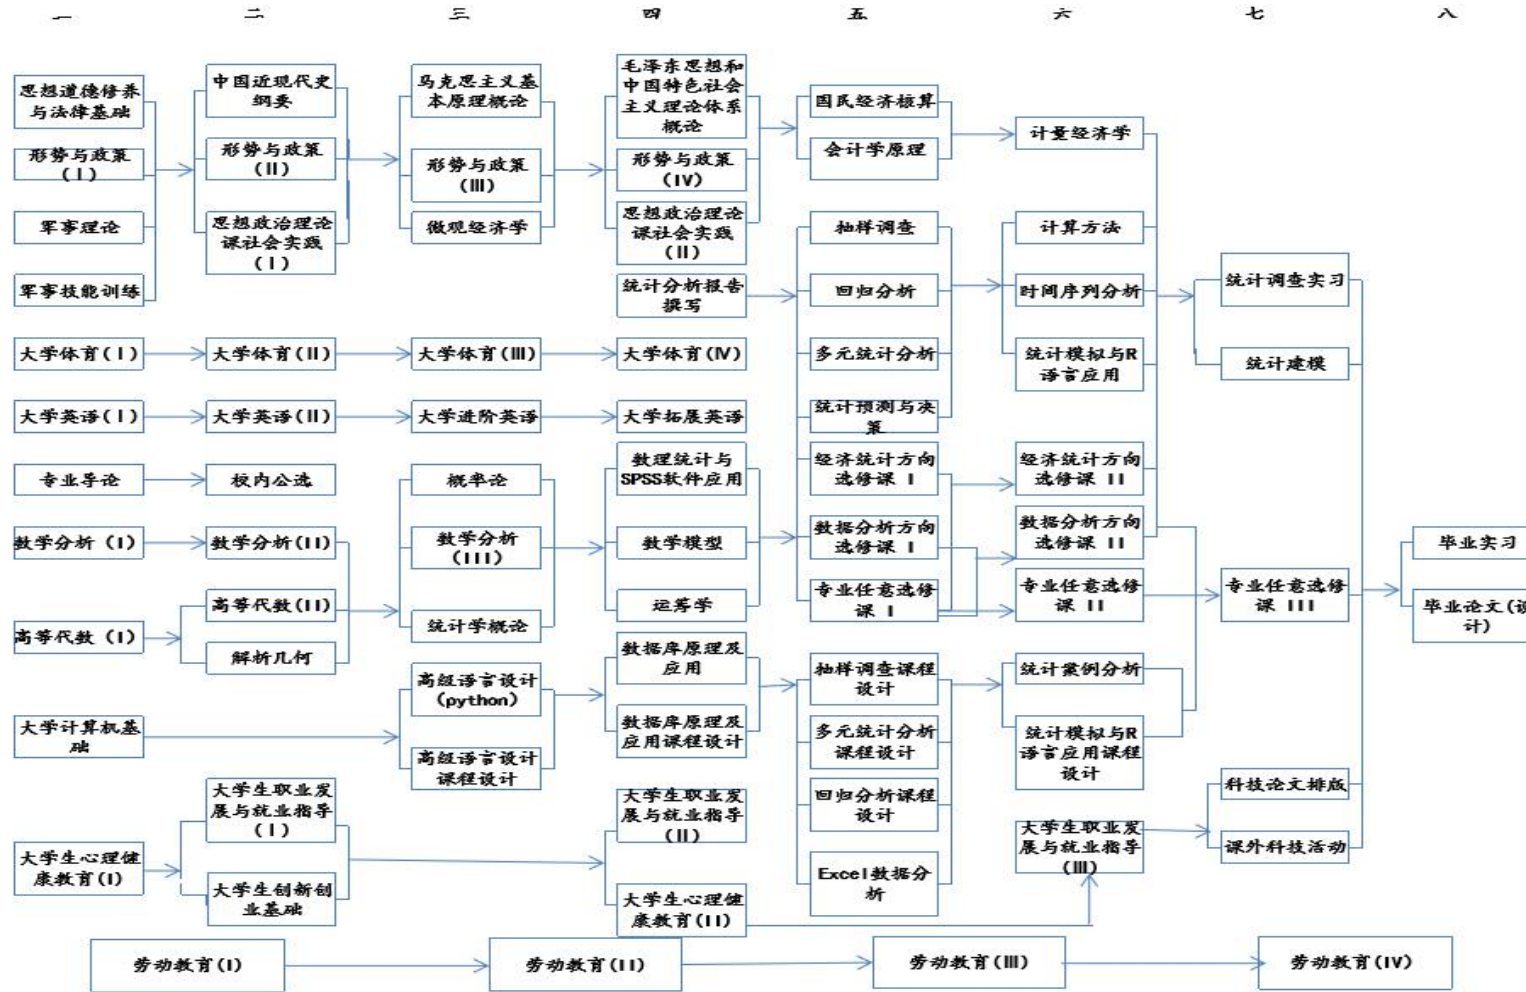 一 二 三 四 五 六 七 八
思想道德修养
与法律基础
形势与政策
(Ⅰ)
军事理论
军事技能训练
大学体育(Ⅰ)
大学英语(Ⅰ)
专业导论
数学分析 (I)
高等代数 (I)
大学计算机基
础
大学生心理健
康教育(I)
中国近现代史
纲要
形势与政策
(II)
思想政治理论
课社会实践
(Ⅰ)
大学体育(II)
大学英语(II)
校内公选
数学分析(II)
高等代数(II)
解析几何
大学生职业发
展与就业指导
(Ⅰ)
大学生创新创
业基础
马克思主义基
本原理概论
形势与政策
(Ⅲ)
微观经济学
大学体育(Ⅲ)
大学进阶英语
概率论
数学分析
(III)
统计学概论
高级语言设计
(python)
高级语言设计
课程设计
毛泽东思想和
中国特色社会
主义理论体系
概论
形势与政策
(IV)
思想政治理论
课社会实践
(II)
统计分析报告
撰写
大学体育(Ⅳ)
大学拓展英语
数理统计与
SPSS软件应用
数学模型
运筹学
数据库原理及
应用
数据库原理及
应用课程设计
大学生职业发
展与就业指导
(II)
大学生心理健
康教育(II)
国民经济核算
会计学原理
抽样调查
回归分析
多元统计分析
统计预测与决
策
经济统计方向
选修课 I
数据分析方向
选修课 I
专业任意选修
课 I
抽样调查课程
设计
多元统计分析
课程设计
回归分析课程
设计
Excel数据分
析
计量经济学
计算方法
时间序列分析
统计模拟与R
语言应用
经济统计方向
选修课 II
数据分析方向
选修课 II
专业任意选修
课 II
统计案例分析
统计模拟与R
语言应用课程
设计
大学生职业发
展与就业指导
(Ⅲ)
统计调查实习
统计建模
专业任意选修
课 III
科技论文排版
课外科技活动
毕业实习
毕业论文(设
计)
劳动教育(I)
劳动教育(II)
劳动教育(Ⅲ)
劳动教育(IV)